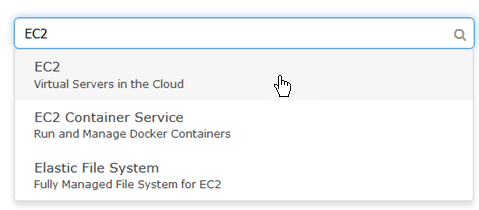 EC2
EC2
Virtual Servers in the Cloud
EC2 Container Service
Run and Manage Docker Containers
Elastic File System
Fully Managed File System for EC2